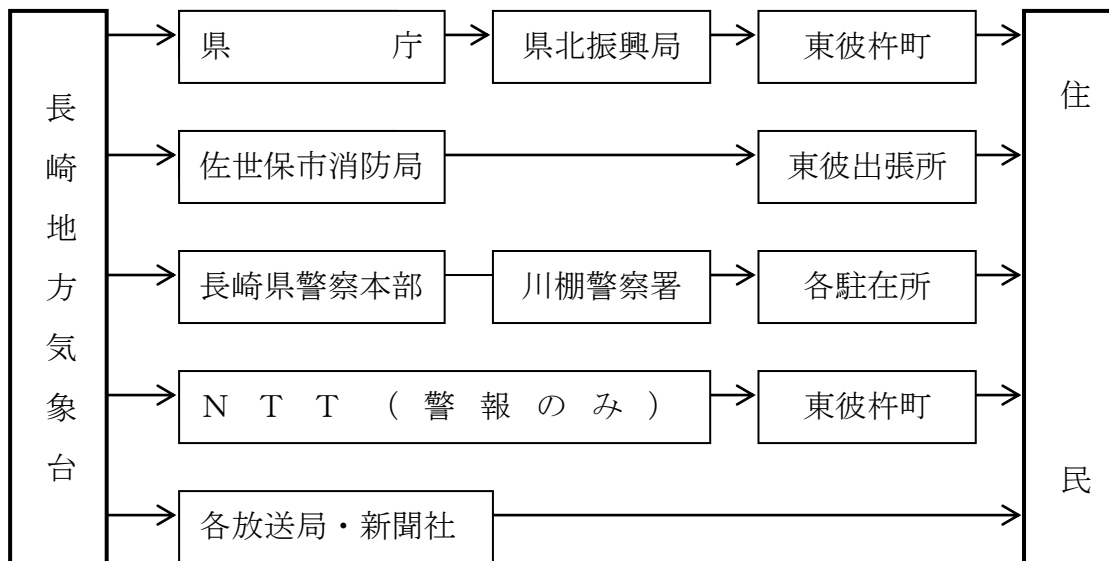 長崎地方気象台
県庁
県北振興局
東彼杵町
佐世保市消防局
東彼出張所
長崎県警察本部
川棚警察署
各駐在所
NTT(警報のみ)
東彼杵町
各放送局・新聞社
住民